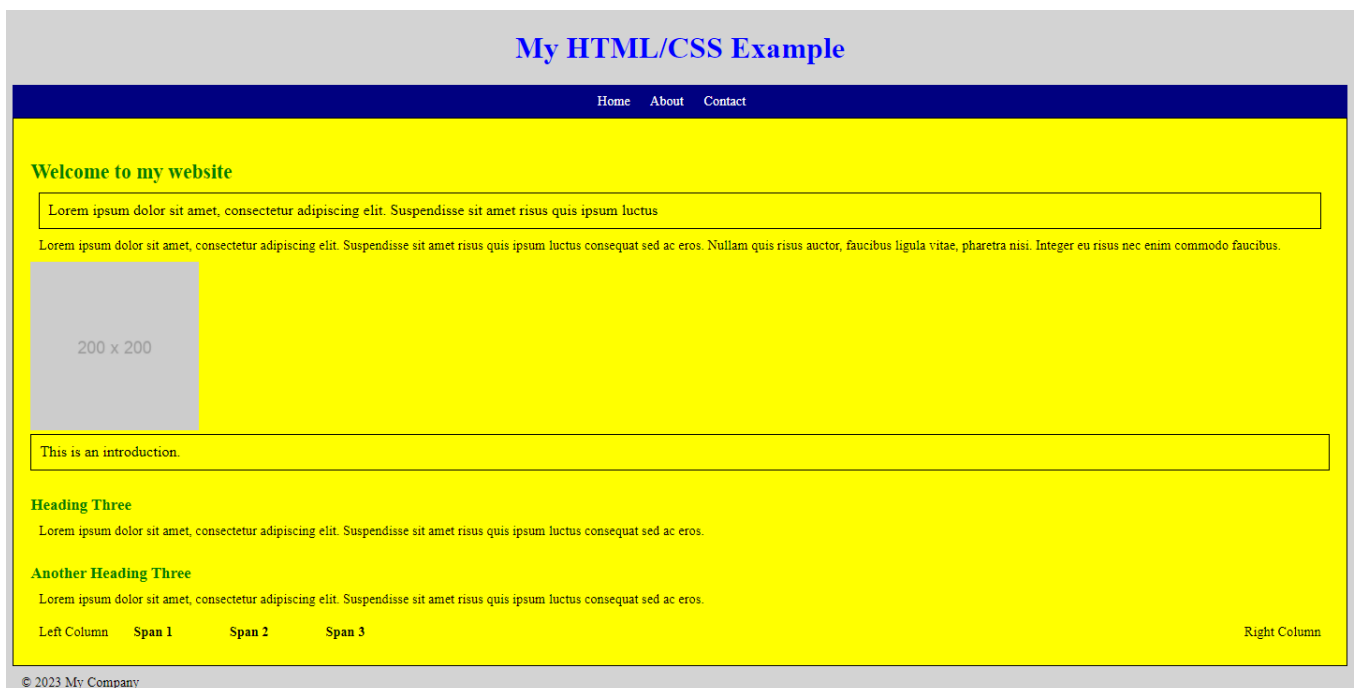 My HTML/CSS Example
Home About Contact
Welcome to my website
Lorem ipsum dolor sit amet, consectetur adipiscing elit. Suspendisse sit amet risus quis ipsum luctus
Lorem ipsum dolor sit amet, consectetur adipiscing elit. Suspendisse sit amet risus quis ipsum luctus consequat sed ac eros. Nullam quis risus auctor, faucibus ligula vitae, pharetra nisi. Integer eu risus nec enim commodo faucibus.
200 x 200
This is an introduction.
Heading Three
Lorem ipsum dolor sit amet, consectetur adipiscing elit. Suspendisse sit amet risus quis ipsum luctus consequat sed ac eros.
Another Heading Three
Lorem ipsum dolor sit amet, consectetur adipiscing elit. Suspendisse sit amet risus quis ipsum luctus consequat sed ac eros.
Left Column Span 1 Span 2 Span 3 Right Column
© 2023 My Company